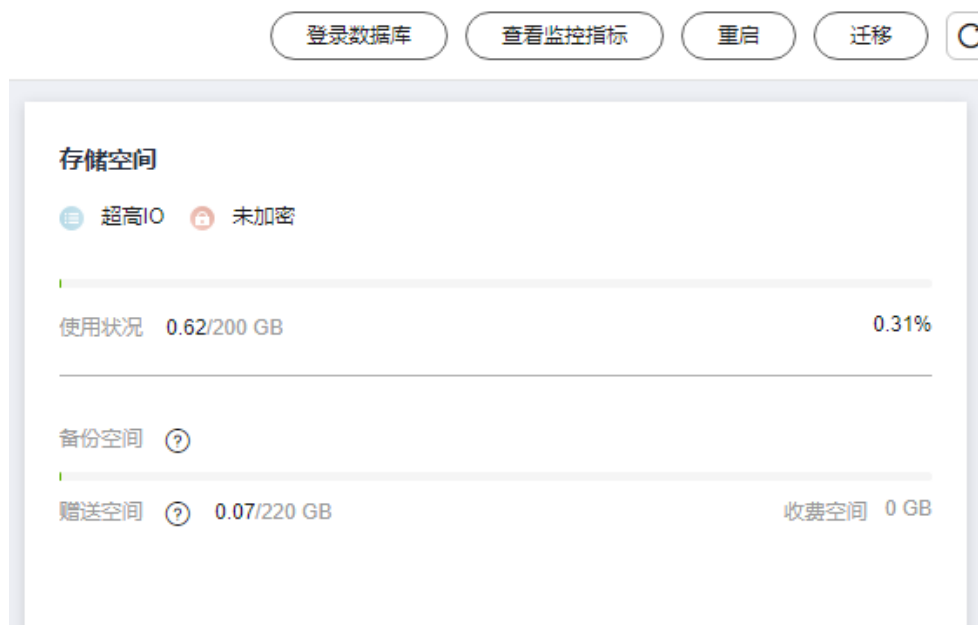 登录数据库 查看监控指标 重启 迁移
存储空间
超高IO 未加密
使用状况 0.62/200 GB 0.31%
备份空间 ?
赠送空间 ? 0.07/220 GB 收费空间 0 GB